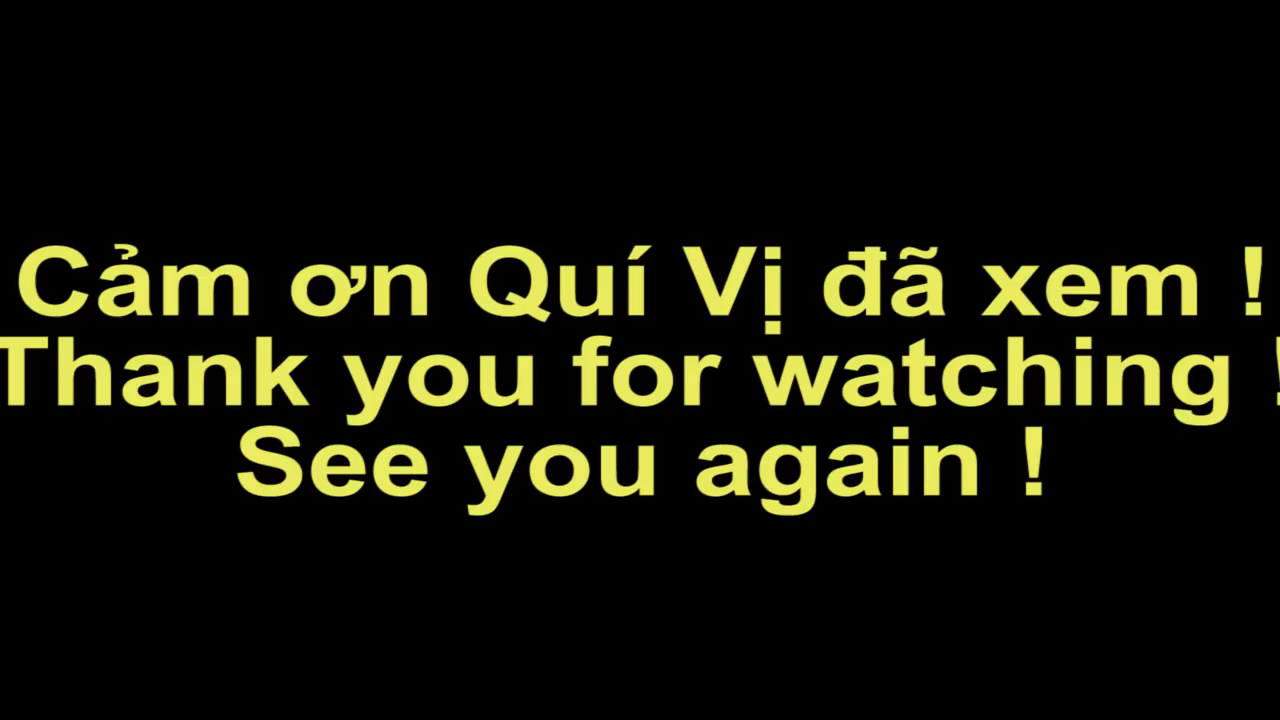 Cảm ơn Quí Vị đã xem !
Thank you for watching !
See you again !